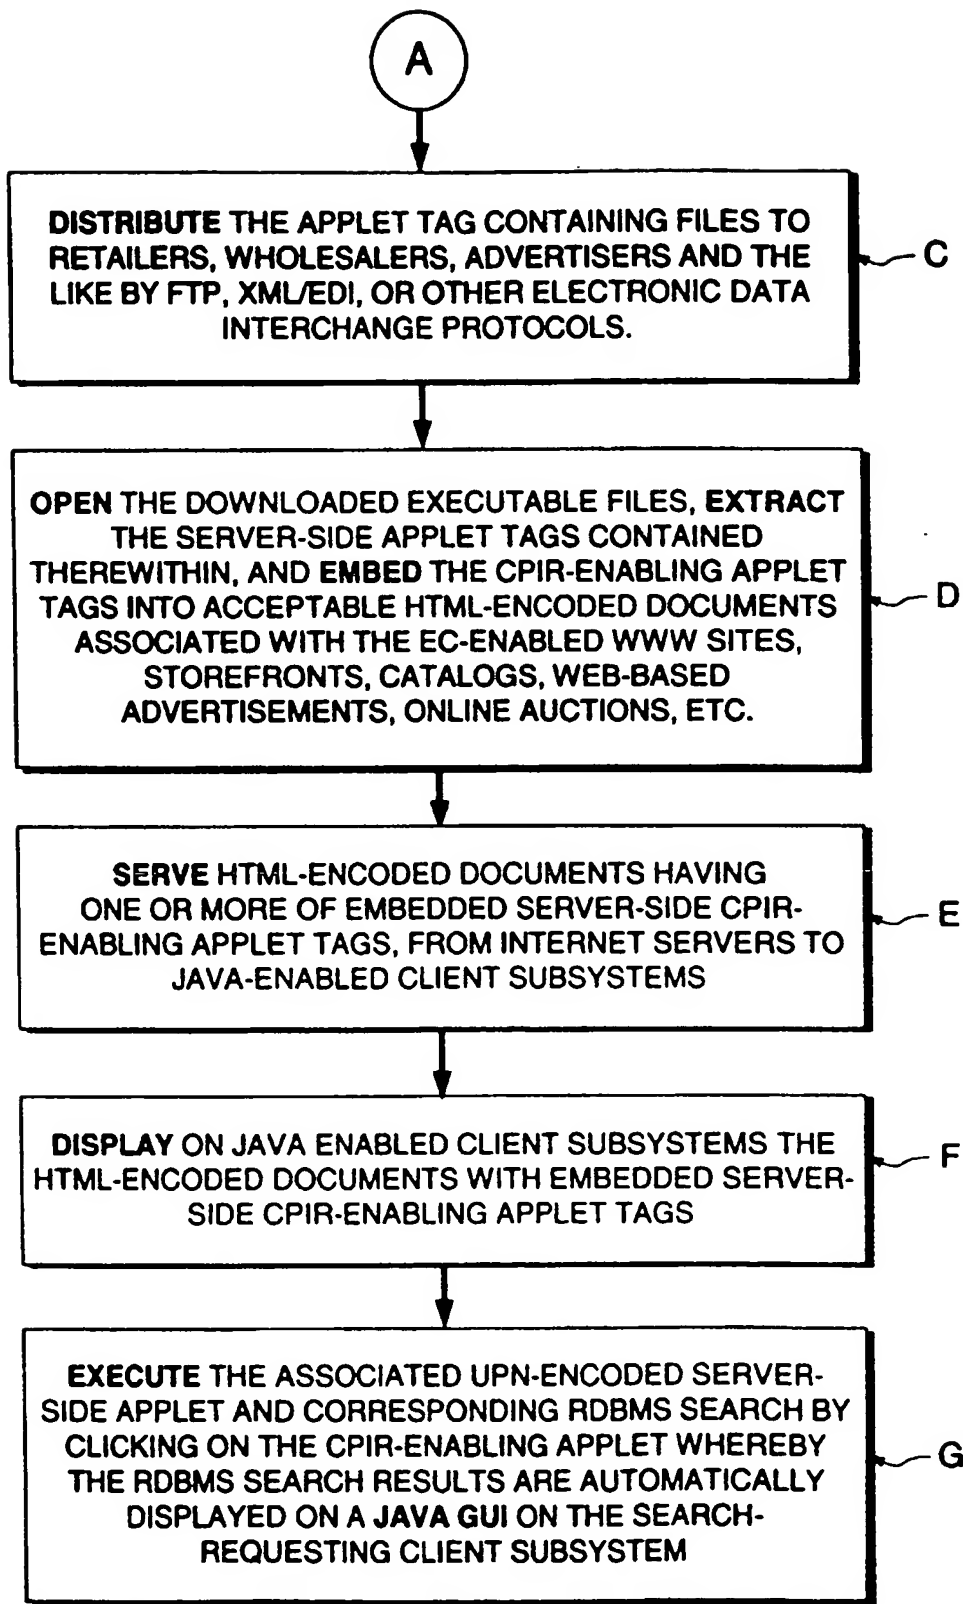 A
DISTRIBUTE THE APPLET TAG CONTAINING FILES TO
RETAILERS, WHOLESALERS, ADVERTISERS AND THE
LIKE BY FTP, XML/EDI, OR OTHER ELECTRONIC DATA
INTERCHANGE PROTOCOLS.
C
OPEN THE DOWNLOADED EXECUTABLE FILES, EXTRACT
THE SERVER-SIDE APPLET TAGS CONTAINED
THEREWITHIN, AND EMBED THE CPIR-ENABLING APPLET
TAGS INTO ACCEPTABLE HTML-ENCODED DOCUMENTS
ASSOCIATED WITH THE EC-ENABLED WWW SITES,
STOREFRONTS, CATALOGS, WEB-BASED
ADVERTISEMENTS, ONLINE AUCTIONS, ETC.
D
SERVE HTML-ENCODED DOCUMENTS HAVING
ONE OR MORE OF EMBEDDED SERVER-SIDE CPIR-
ENABLING APPLET TAGS, FROM INTERNET SERVERS TO
JAVA-ENABLED CLIENT SUBSYSTEMS
E
DISPLAY ON JAVA ENABLED CLIENT SUBSYSTEMS THE
HTML-ENCODED DOCUMENTS WITH EMBEDDED SERVER-
SIDE CPIR-ENABLING APPLET TAGS
F
EXECUTE THE ASSOCIATED UPN-ENCODED SERVER-
SIDE APPLET AND CORRESPONDING RDBMS SEARCH BY
CLICKING ON THE CPIR-ENABLING APPLET WHEREBY
THE RDBMS SEARCH RESULTS ARE AUTOMATICALLY
DISPLAYED ON A JAVA GUI ON THE SEARCH-
REQUESTING CLIENT SUBSYSTEM
G